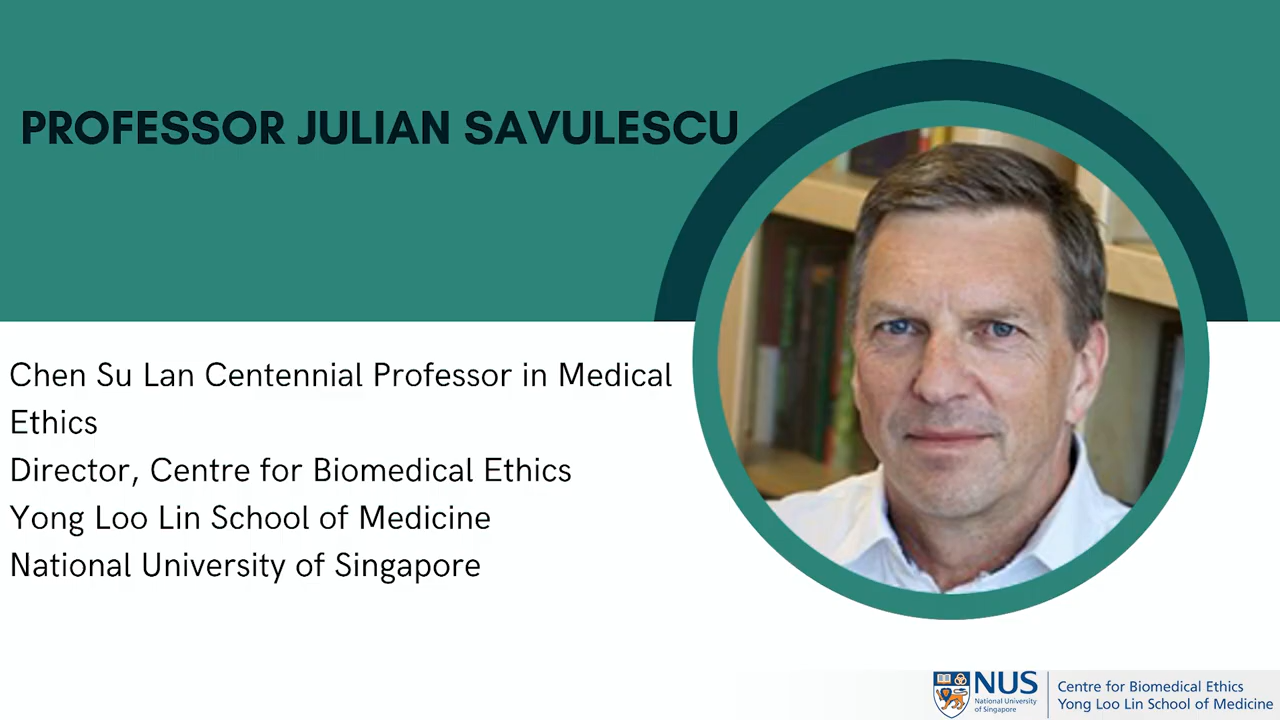 PROFESSOR JULIAN SAVULESCU
Chen Su Lan Centennial Professor in Medical
Ethics
Director, Centre for Biomedical Ethics
Yong Loo Lin School of Medicine
National University of Singapore
NUS
National University
of Singapore
Centre for Biomedical Ethics
Yong Loo Lin School of Medicine